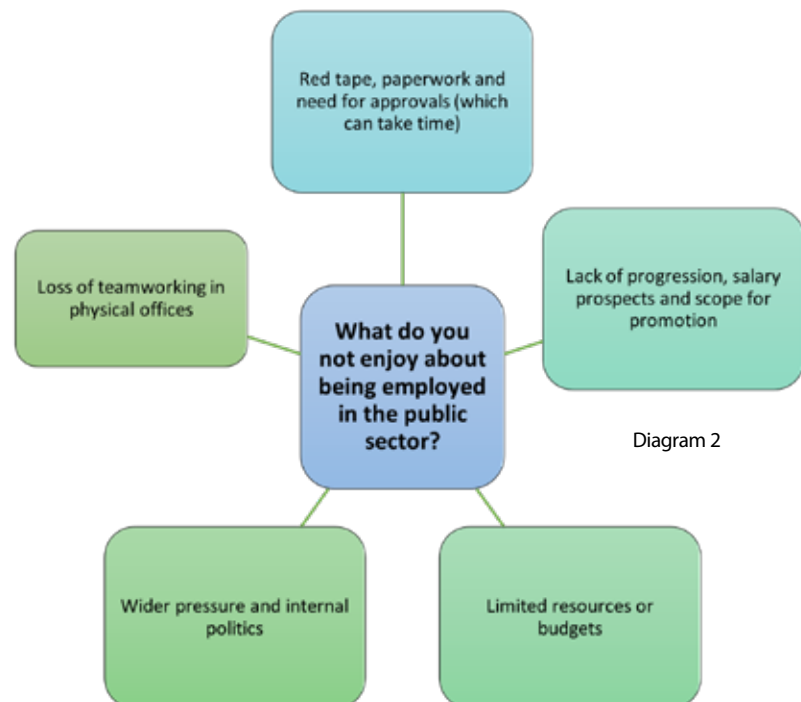 Red tape, paperwork and
need for approvals (which
can take time)
Lack of progression, salary
prospects and scope for
promotion
Loss of teamworking in
physical offices
What do you
not enjoy about
being employed
in the public
sector?
Diagram 2
Wider pressure and internal
politics
Limited resources or
budgets